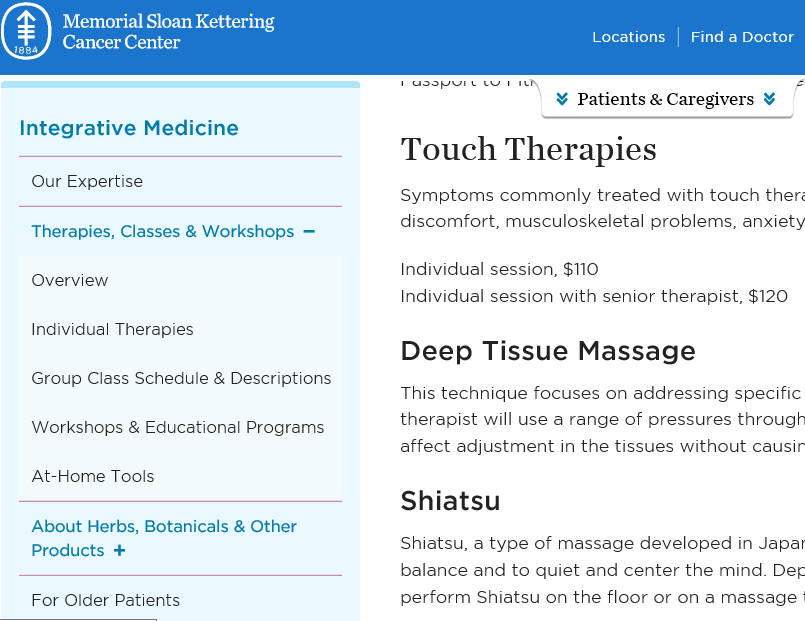 Memorial Sloan Kettering
Cancer Center
1884
Locations
Find a Doctor
Passport to
Patients & Caregivers
Integrative Medicine
Our Expertise
Therapies, Classes & Workshops
Overview
Individual Therapies
Group Class Schedule & Descriptions
Workshops & Educational Programs
At-Home Tools
About Herbs, Botanicals & Other
Products
For Older Patients
Touch Therapies
Symptoms commonly treated with touch thera
discomfort, musculoskeletal problems, anxiety
Individual session, $110
Individual session with senior therapist, $120
Deep Tissue Massage
This technique focuses on addressing specific
therapist will use a range of pressures through
affect adjustment in the tissues without causin
Shiatsu
Shiatsu, a type of massage developed in Japan
balance and to quiet and center the mind. Dep
perform Shiatsu on the floor or on a massage t